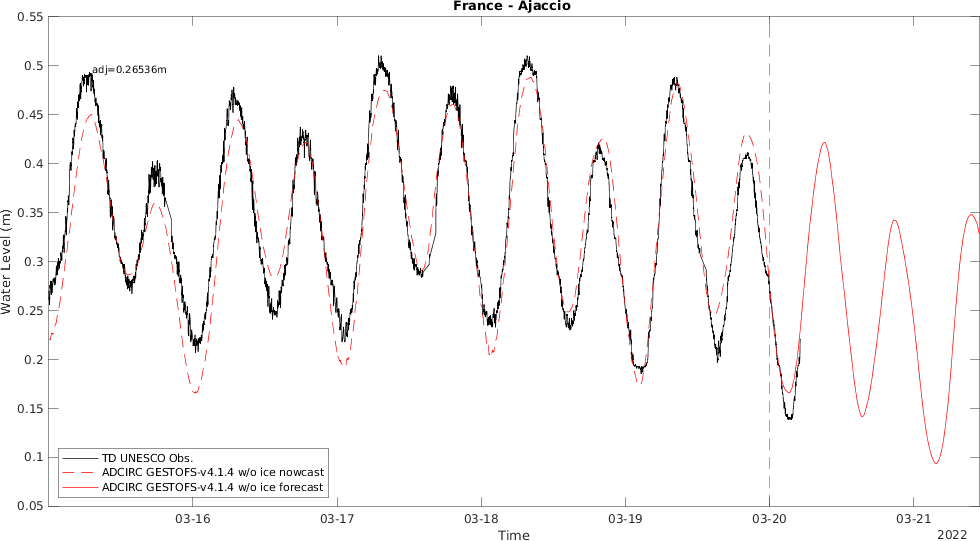 France - Ajaccio
0.55
0.5
0.45
0.4
0.35
0.3
0.25
0.2
0.15
0.1
0.05
Water Level (m)
adj=0.26536m
TD UNESCO Obs.
ADCIRC GESTOFS-v4.1.4 w/o ice nowcast
ADCIRC GESTOFS-v4.1.4 w/o ice forecast
03-16 03-17 03-18 03-19 03-20 03-21
Time
2022